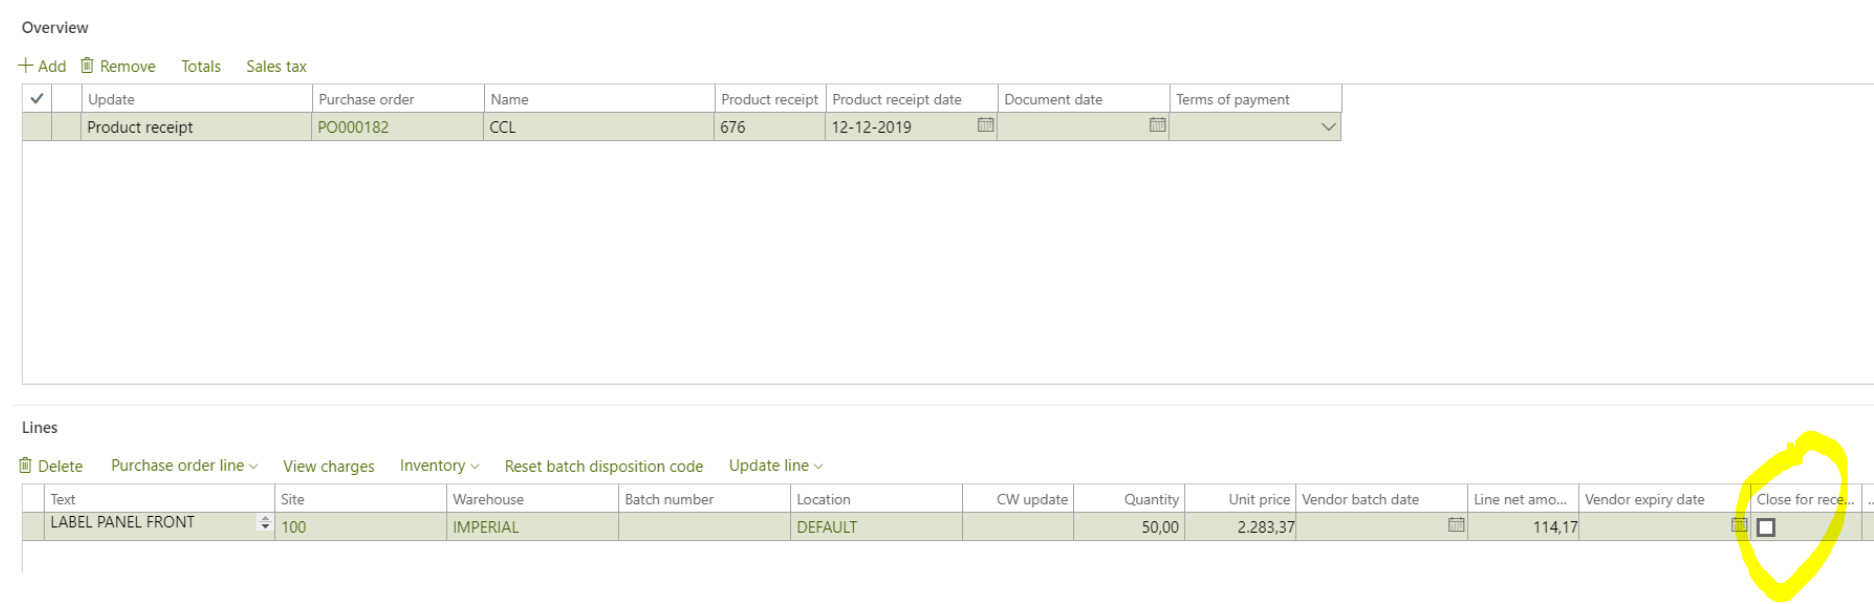 Overview
Add Remove Totals Sales tax
Update Purchase order Name Product receipt Product receipt date Document date Terms of payment
Product receipt PO000182 CCL 676 12-12-2019
Lines
Delete Purchase order line View charges Inventory Reset batch disposition code Update line
Text Site Warehouse Batch number Location CW update Quantity Unit price Vendor batch date Line net amo... Vendor expiry date Close for rece... ..
LABEL PANEL FRONT 100 IMPERIAL DEFAULT 50,00 2.283,37 114,17